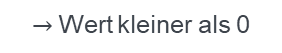 → Wert kleiner als 0